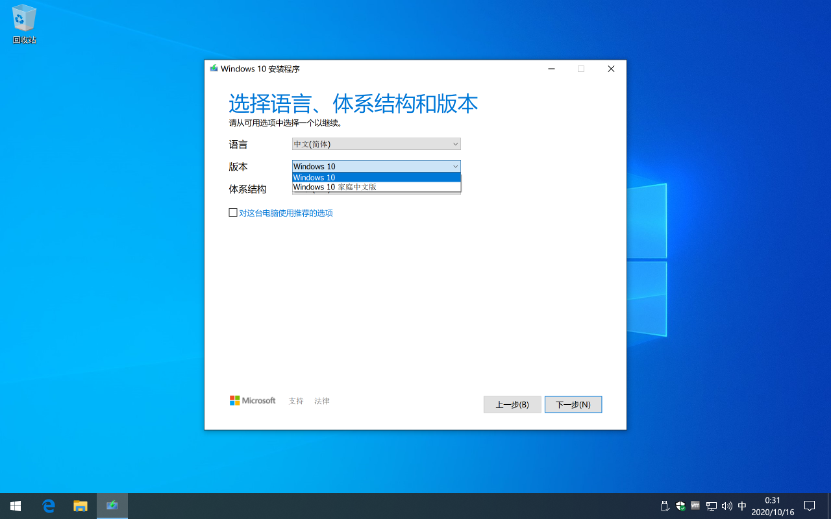 回收站
Windows 10 安装程序
选择语言、体系结构和版本
请从可用选项中选择一个以继续。
语言
中文(简体)
版本
Windows 10
Windows 10
Windows 10 家庭中文版
体系结构
对这台电脑使用推荐的选项
Microsoft
支持
法律
上一步(B)
下一步(N)
中
0:31
2020/10/16